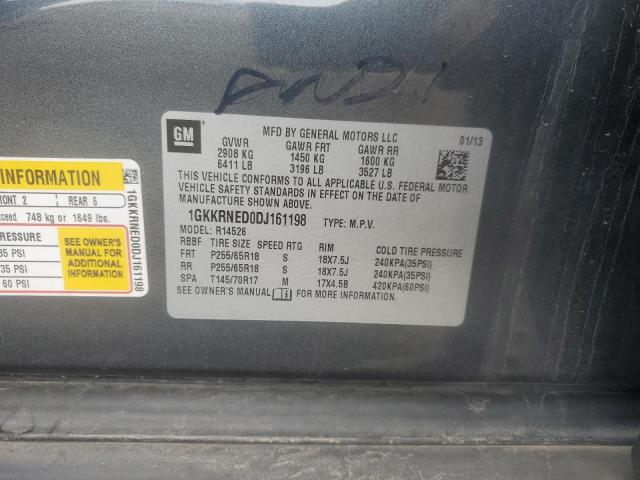 GM
MFD BY GENERAL MOTORS LLC 01/13
GVWR GAWR FRT GAWR RR
2908 KG 1450 KG 1600 KG
6411 LB 3196 LB 3527 LB
THIS VEHICLE CONFORMS TO ALL APPLICABLE U.S. FEDERAL MOTOR
VEHICLE SAFETY STANDARDS IN EFFECT ON THE DATE OF
MANUFACTURE SHOWN ABOVE.
1GKKRNED0DJ161198 TYPE: M.P.V.
MODEL: R14526
RBBF TIRE SIZE SPEED RTG RIM COLD TIRE PRESSURE
FRT P255/65R18 S 18X7.5J 240KPA(35PSI)
RR P255/65R18 S 18X7.5J 240KPA(35PSI)
SPA T145/70R17 M 17X4.5B 420KPA(60PSI)
SEE OWNER'S MANUAL FOR MORE INFORMATION.
INFORMATION
FRONT 2 REAR 6
exceed 748 kg or 1649 lbs.
PRESSURE
35 PSI
35 PSI
60 PSI
SEE OWNER'S
MANUAL FOR
ADDITIONAL
INFORMATION
1GKKRNED0DJ161198